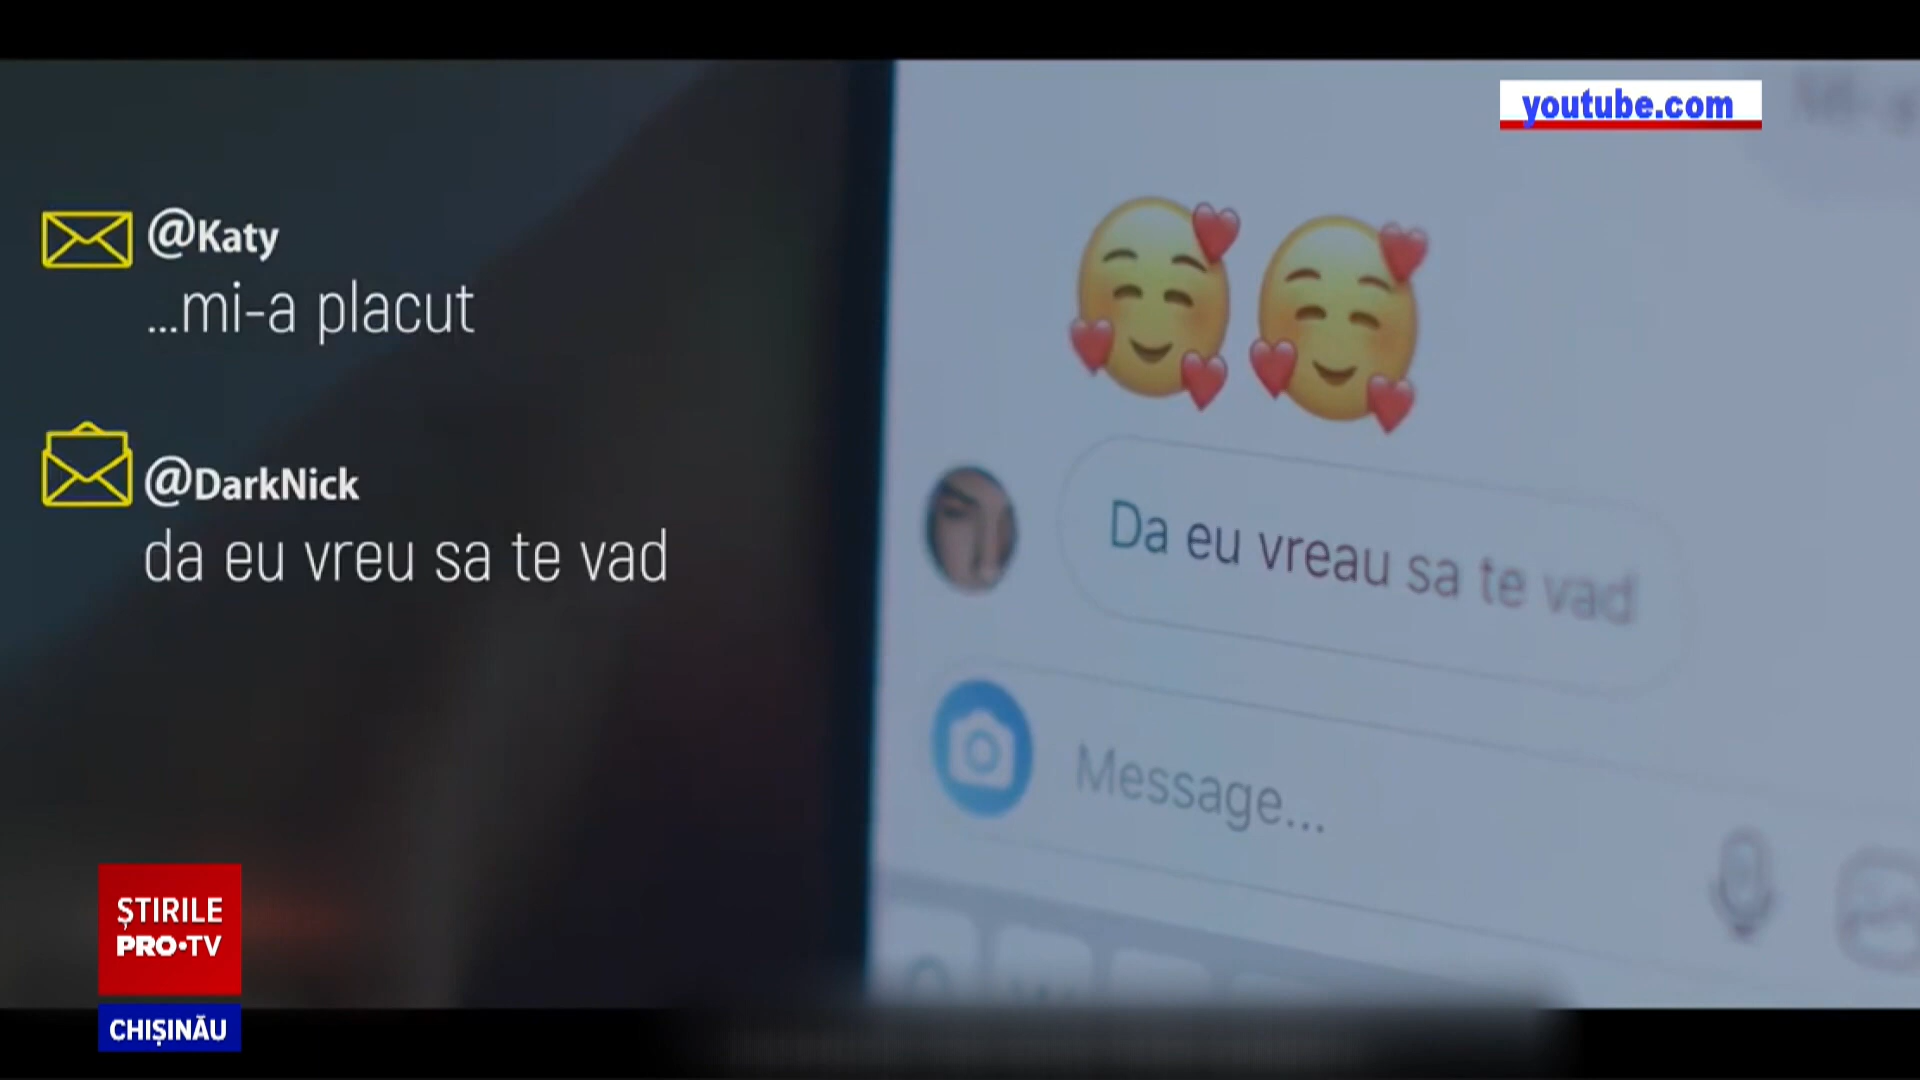 youtube.com
@Katy
...mi-a placut
@DarkNick
da eu vreu sa te vad
Da eu vreau sa te vad
Message...
ȘTIRILE
PRO•TV
CHIȘINĂU